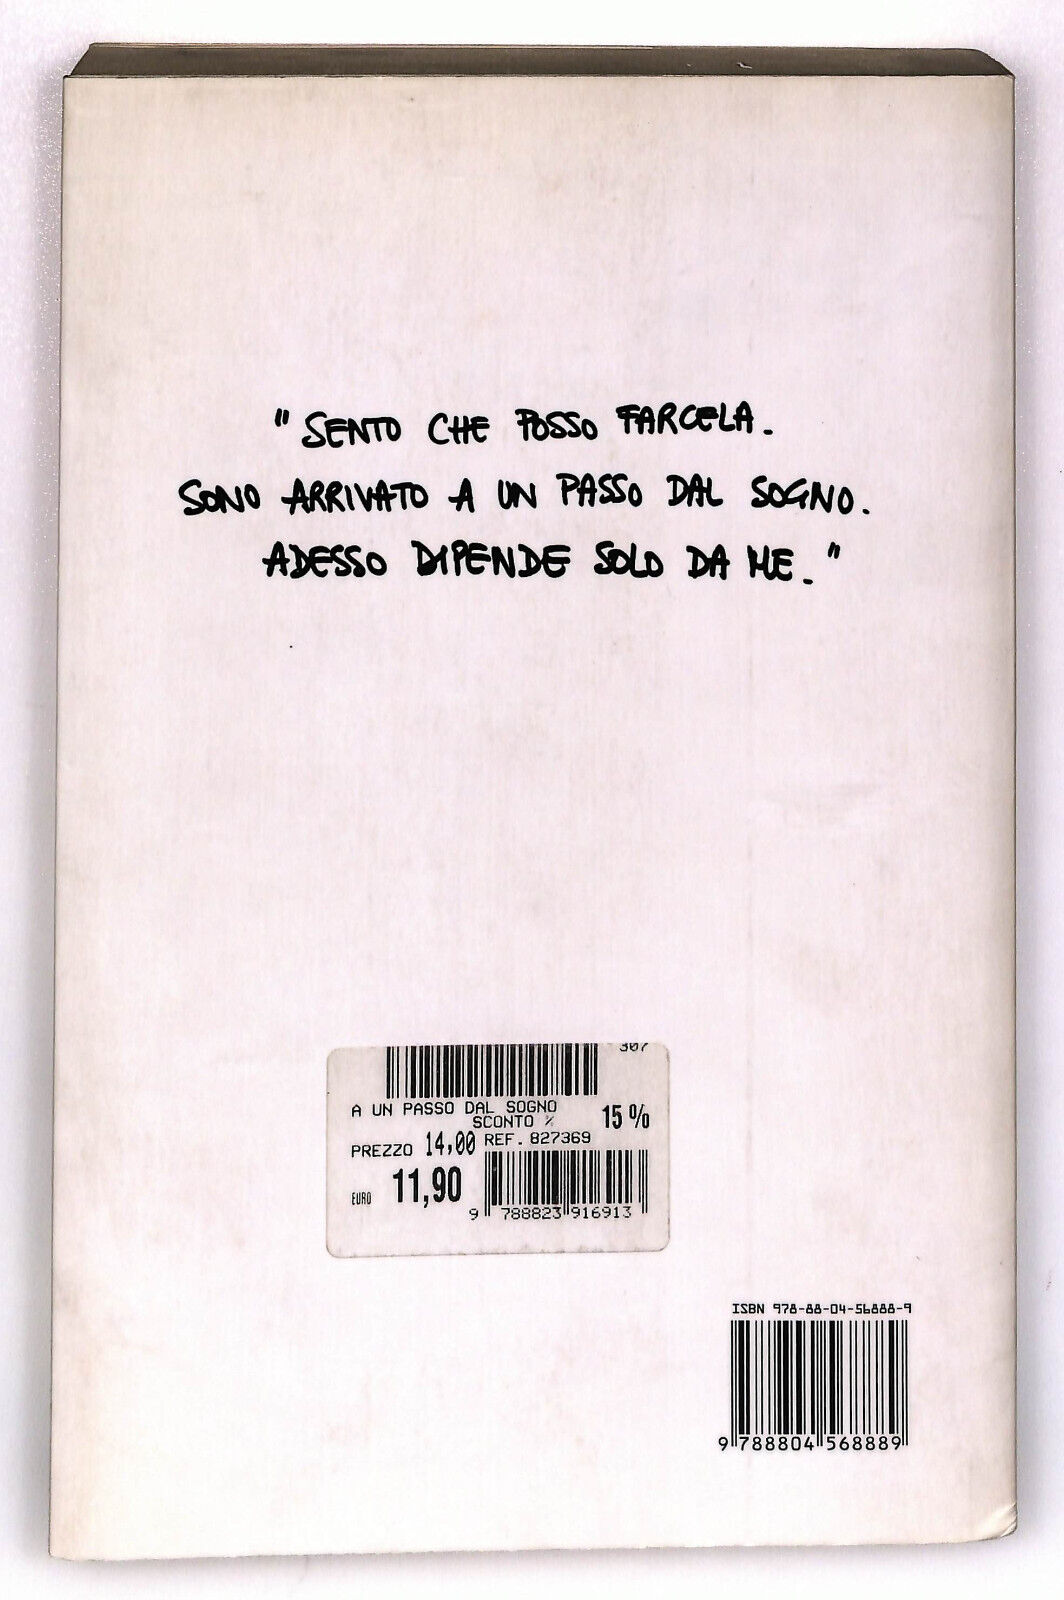 "SENTO CHE POSSO FARCELA.
SONO ARRIVATO A UN PASSO DAL SOGNO.
ADESSO DIPENDE SOLO DA ME."
307
A UN PASSO DAL SOGNO
SCONTO % 15%
PREZZO 14,00 REF. 827369
EURO 11,90
9 788823 916913
ISBN 978-88-04-56888-9
9 788804 568889